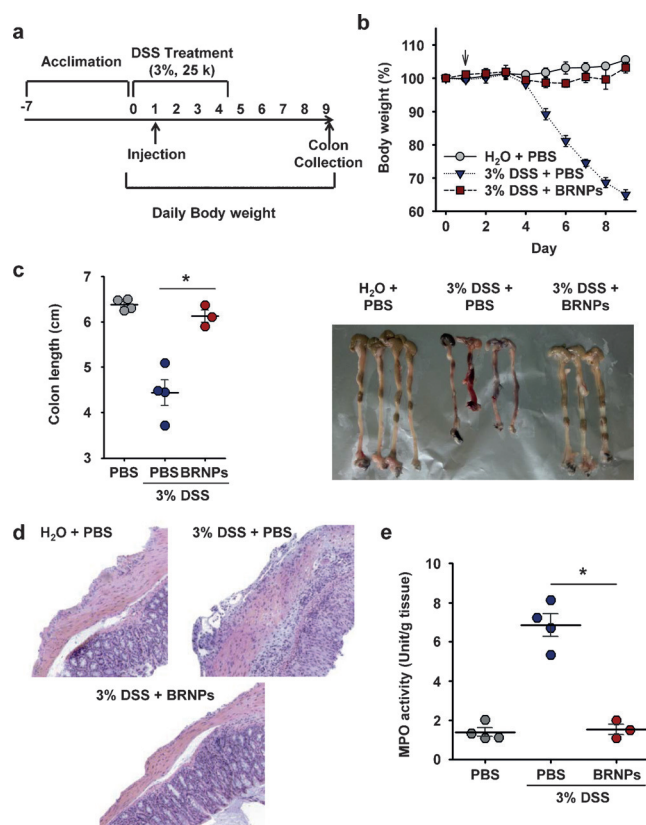 a
Acclimation
DSS Treatment
(3%, 25 k)
-7 0 1 2 3 4 5 6 7 8 9
Injection
Colon
Collection
Daily Body weight
b
Body weight (%)
110
100
90
80
70
60
H₂O + PBS
3% DSS + PBS
3% DSS + BRNPs
0 2 4 6 8
Day
c
Colon length (cm)
7
6
5
4
3
*
PBS PBS BRNPs
3% DSS
H₂O +
PBS
3% DSS +
PBS
3% DSS +
BRNPs
d
H₂O + PBS
3% DSS + PBS
3% DSS + BRNPs
e
MPO activity (Unit/g tissue)
10
8
6
4
2
0
*
PBS PBS BRNPs
3% DSS